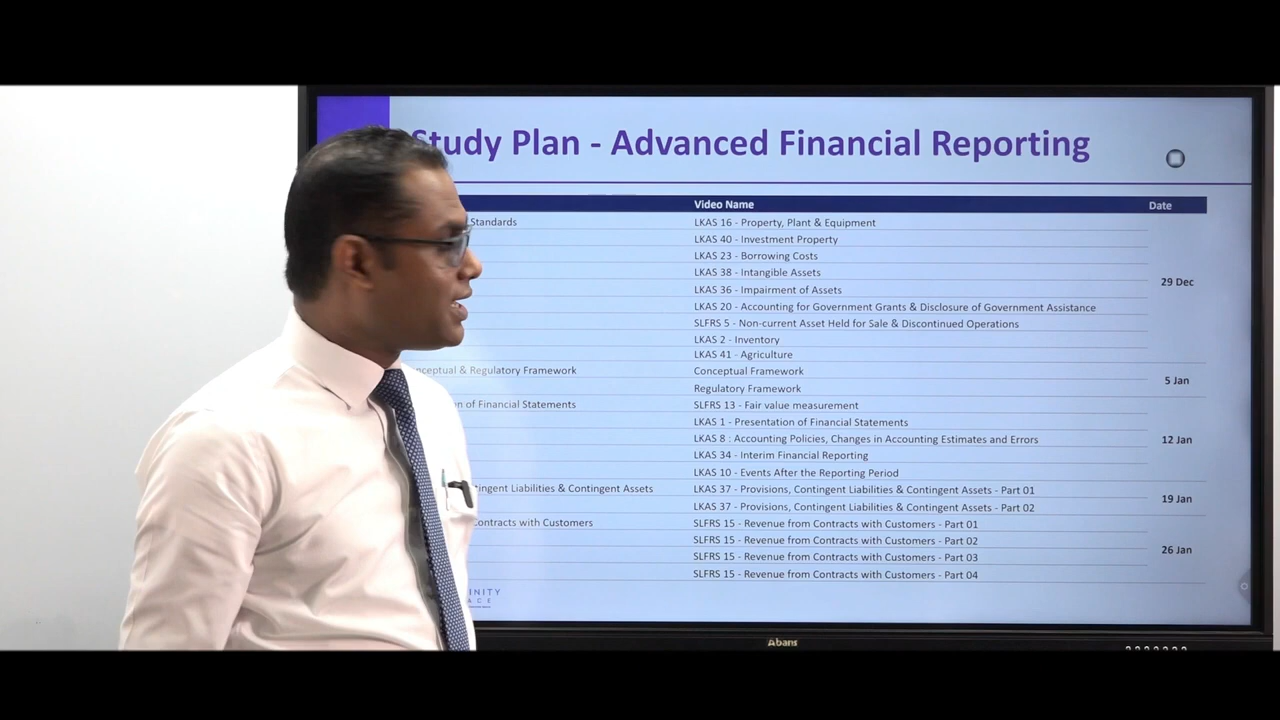 Study Plan - Advanced Financial Reporting
Video Name Date
Standards LKAS 16 - Property, Plant & Equipment
LKAS 40 - Investment Property
LKAS 23 - Borrowing Costs
LKAS 38 - Intangible Assets
29 Dec
LKAS 36 - Impairment of Assets
LKAS 20 - Accounting for Government Grants & Disclosure of Government Assistance
SLFRS 5 - Non-current Asset Held for Sale & Discontinued Operations
LKAS 2 - Inventory
LKAS 41 - Agriculture
& Regulatory Framework Conceptual Framework
5 Jan
Regulatory Framework
of Financial Statements SLFRS 13 - Fair value measurement
LKAS 1 - Presentation of Financial Statements
LKAS 8 : Accounting Policies, Changes in Accounting Estimates and Errors 12 Jan
LKAS 34 - Interim Financial Reporting
LKAS 10 - Events After the Reporting Period
Liabilities & Contingent Assets LKAS 37 - Provisions, Contingent Liabilities & Contingent Assets - Part 01
19 Jan
LKAS 37 - Provisions, Contingent Liabilities & Contingent Assets - Part 02
Contracts with Customers SLFRS 15 - Revenue from Contracts with Customers - Part 01
SLFRS 15 - Revenue from Contracts with Customers - Part 02
26 Jan
SLFRS 15 - Revenue from Contracts with Customers - Part 03
SLFRS 15 - Revenue from Contracts with Customers - Part 04
Abans